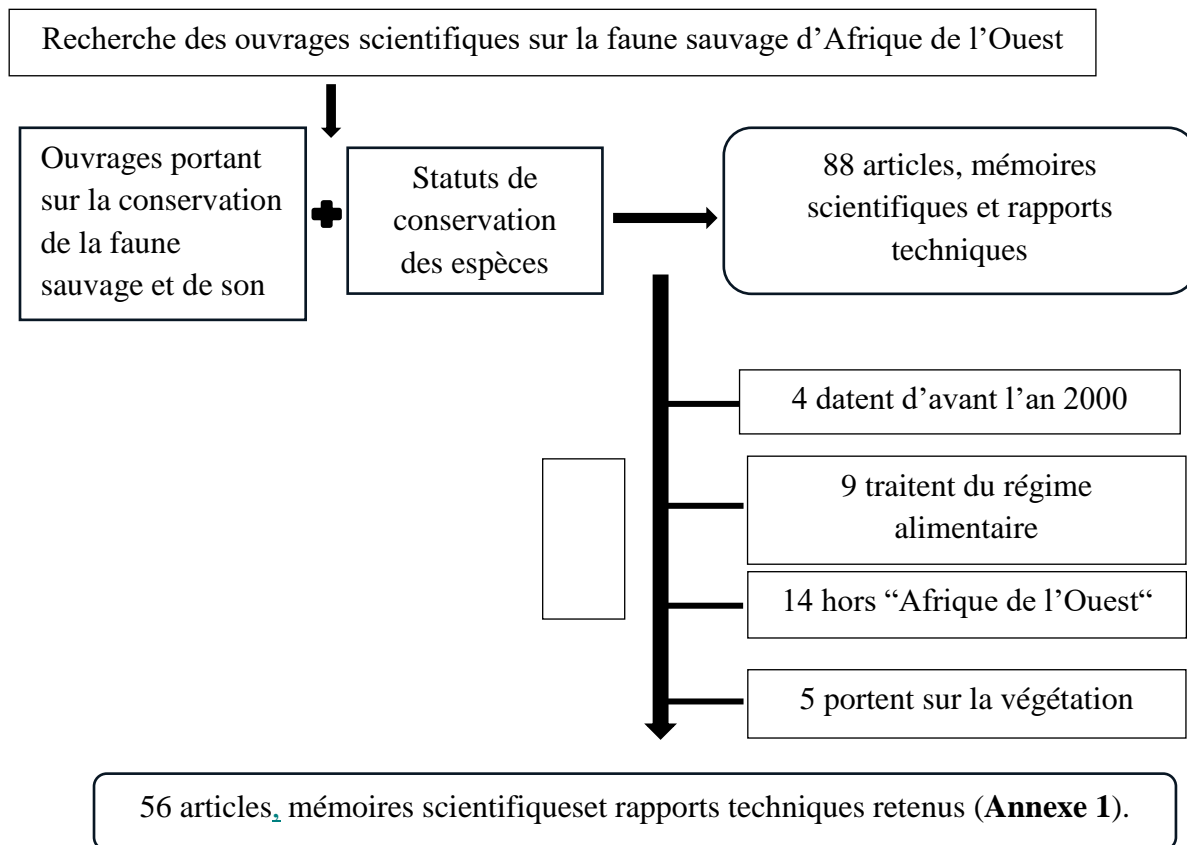 Recherche des ouvrages scientifiques sur la faune sauvage d’Afrique de l’Ouest
Ouvrages portant
sur la conservation
de la faune
sauvage et de son
Statuts de
conservation
des espèces
88 articles, mémoires
scientifiques et rapports
techniques
4 datent d’avant l’an 2000
9 traitent du régime
alimentaire
14 hors “Afrique de l’Ouest“
5 portent sur la végétation
56 articles, mémoires scientifiqueset rapports techniques retenus (Annexe 1).